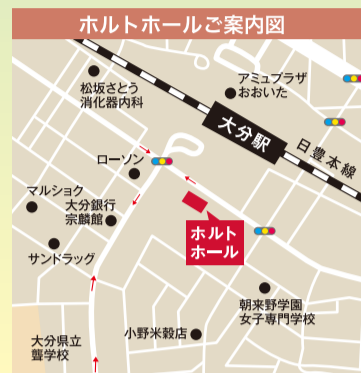 ホルトホールご案内図
松坂さとう
消化器内科
アミュプラザ
おおいた
大分駅
日豊本線
ローソン
マルショク
大分銀行
宗麟館
サンドラッグ
ホルト
ホール
朝来野学園
女子専門学校
小野米穀店
大分県立
聾学校